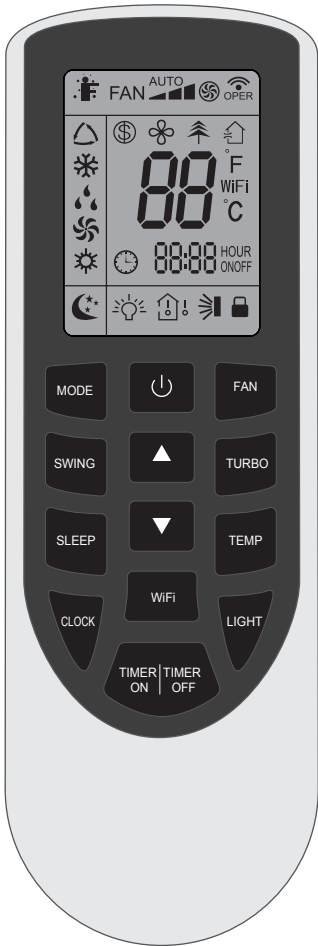 FAN AUTO OPER
88 °F
WiFi
°C
88:88 HOUR
ONOFF
MODE FAN
SWING TURBO
SLEEP TEMP
WiFi
CLOCK LIGHT
TIMER TIMER
ON OFF